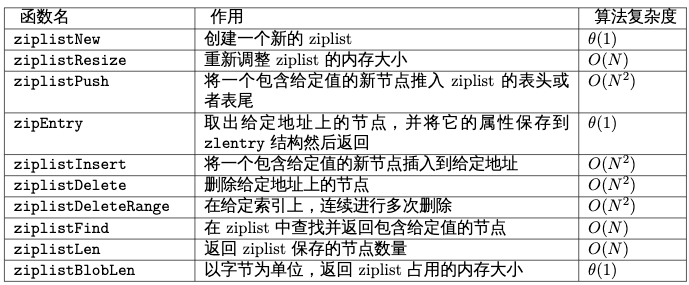 函数名 作用 算法复杂度
ziplistNew 创建一个新的 ziplist θ(1)
ziplistResize 重新调整 ziplist 的内存大小 O(N)
ziplistPush 将一个包含给定值的新节点推入 ziplist 的表头或 O(N²)
者表尾
zipEntry 取出给定地址上的节点，并将它的属性保存到 θ(1)
zlentry 结构然后返回
ziplistInsert 将一个包含给定值的新节点插入到给定地址 O(N²)
ziplistDelete 删除给定地址上的节点 O(N²)
ziplistDeleteRange 在给定索引上，连续进行多次删除 O(N²)
ziplistFind 在 ziplist 中查找并返回包含给定值的节点 O(N)
ziplistLen 返回 ziplist 保存的节点数量 O(N)
ziplistBlobLen 以字节为单位，返回 ziplist 占用的内存大小 θ(1)